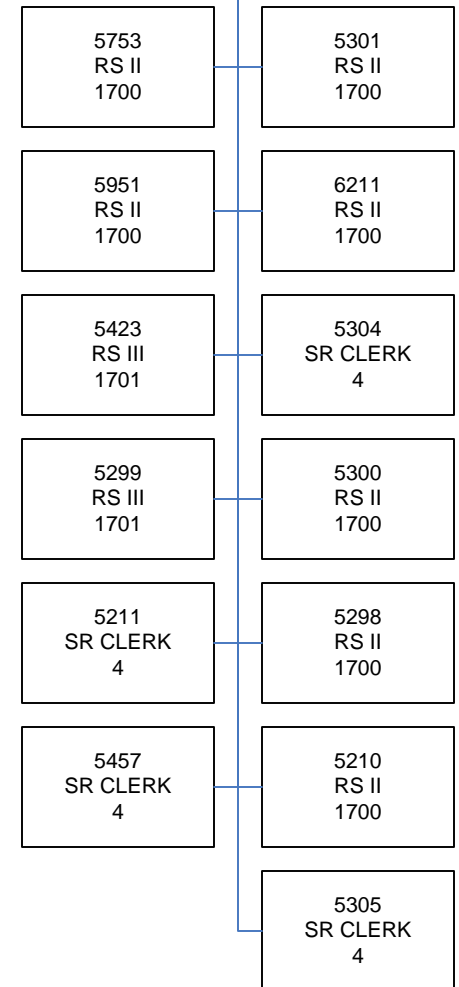 5753
RS II
1700
5301
RS II
1700
5951
RS II
1700
6211
RS II
1700
5423
RS III
1701
5304
SR CLERK
4
5299
RS III
1701
5300
RS II
1700
5211
SR CLERK
4
5298
RS II
1700
5457
SR CLERK
4
5210
RS II
1700
5305
SR CLERK
4